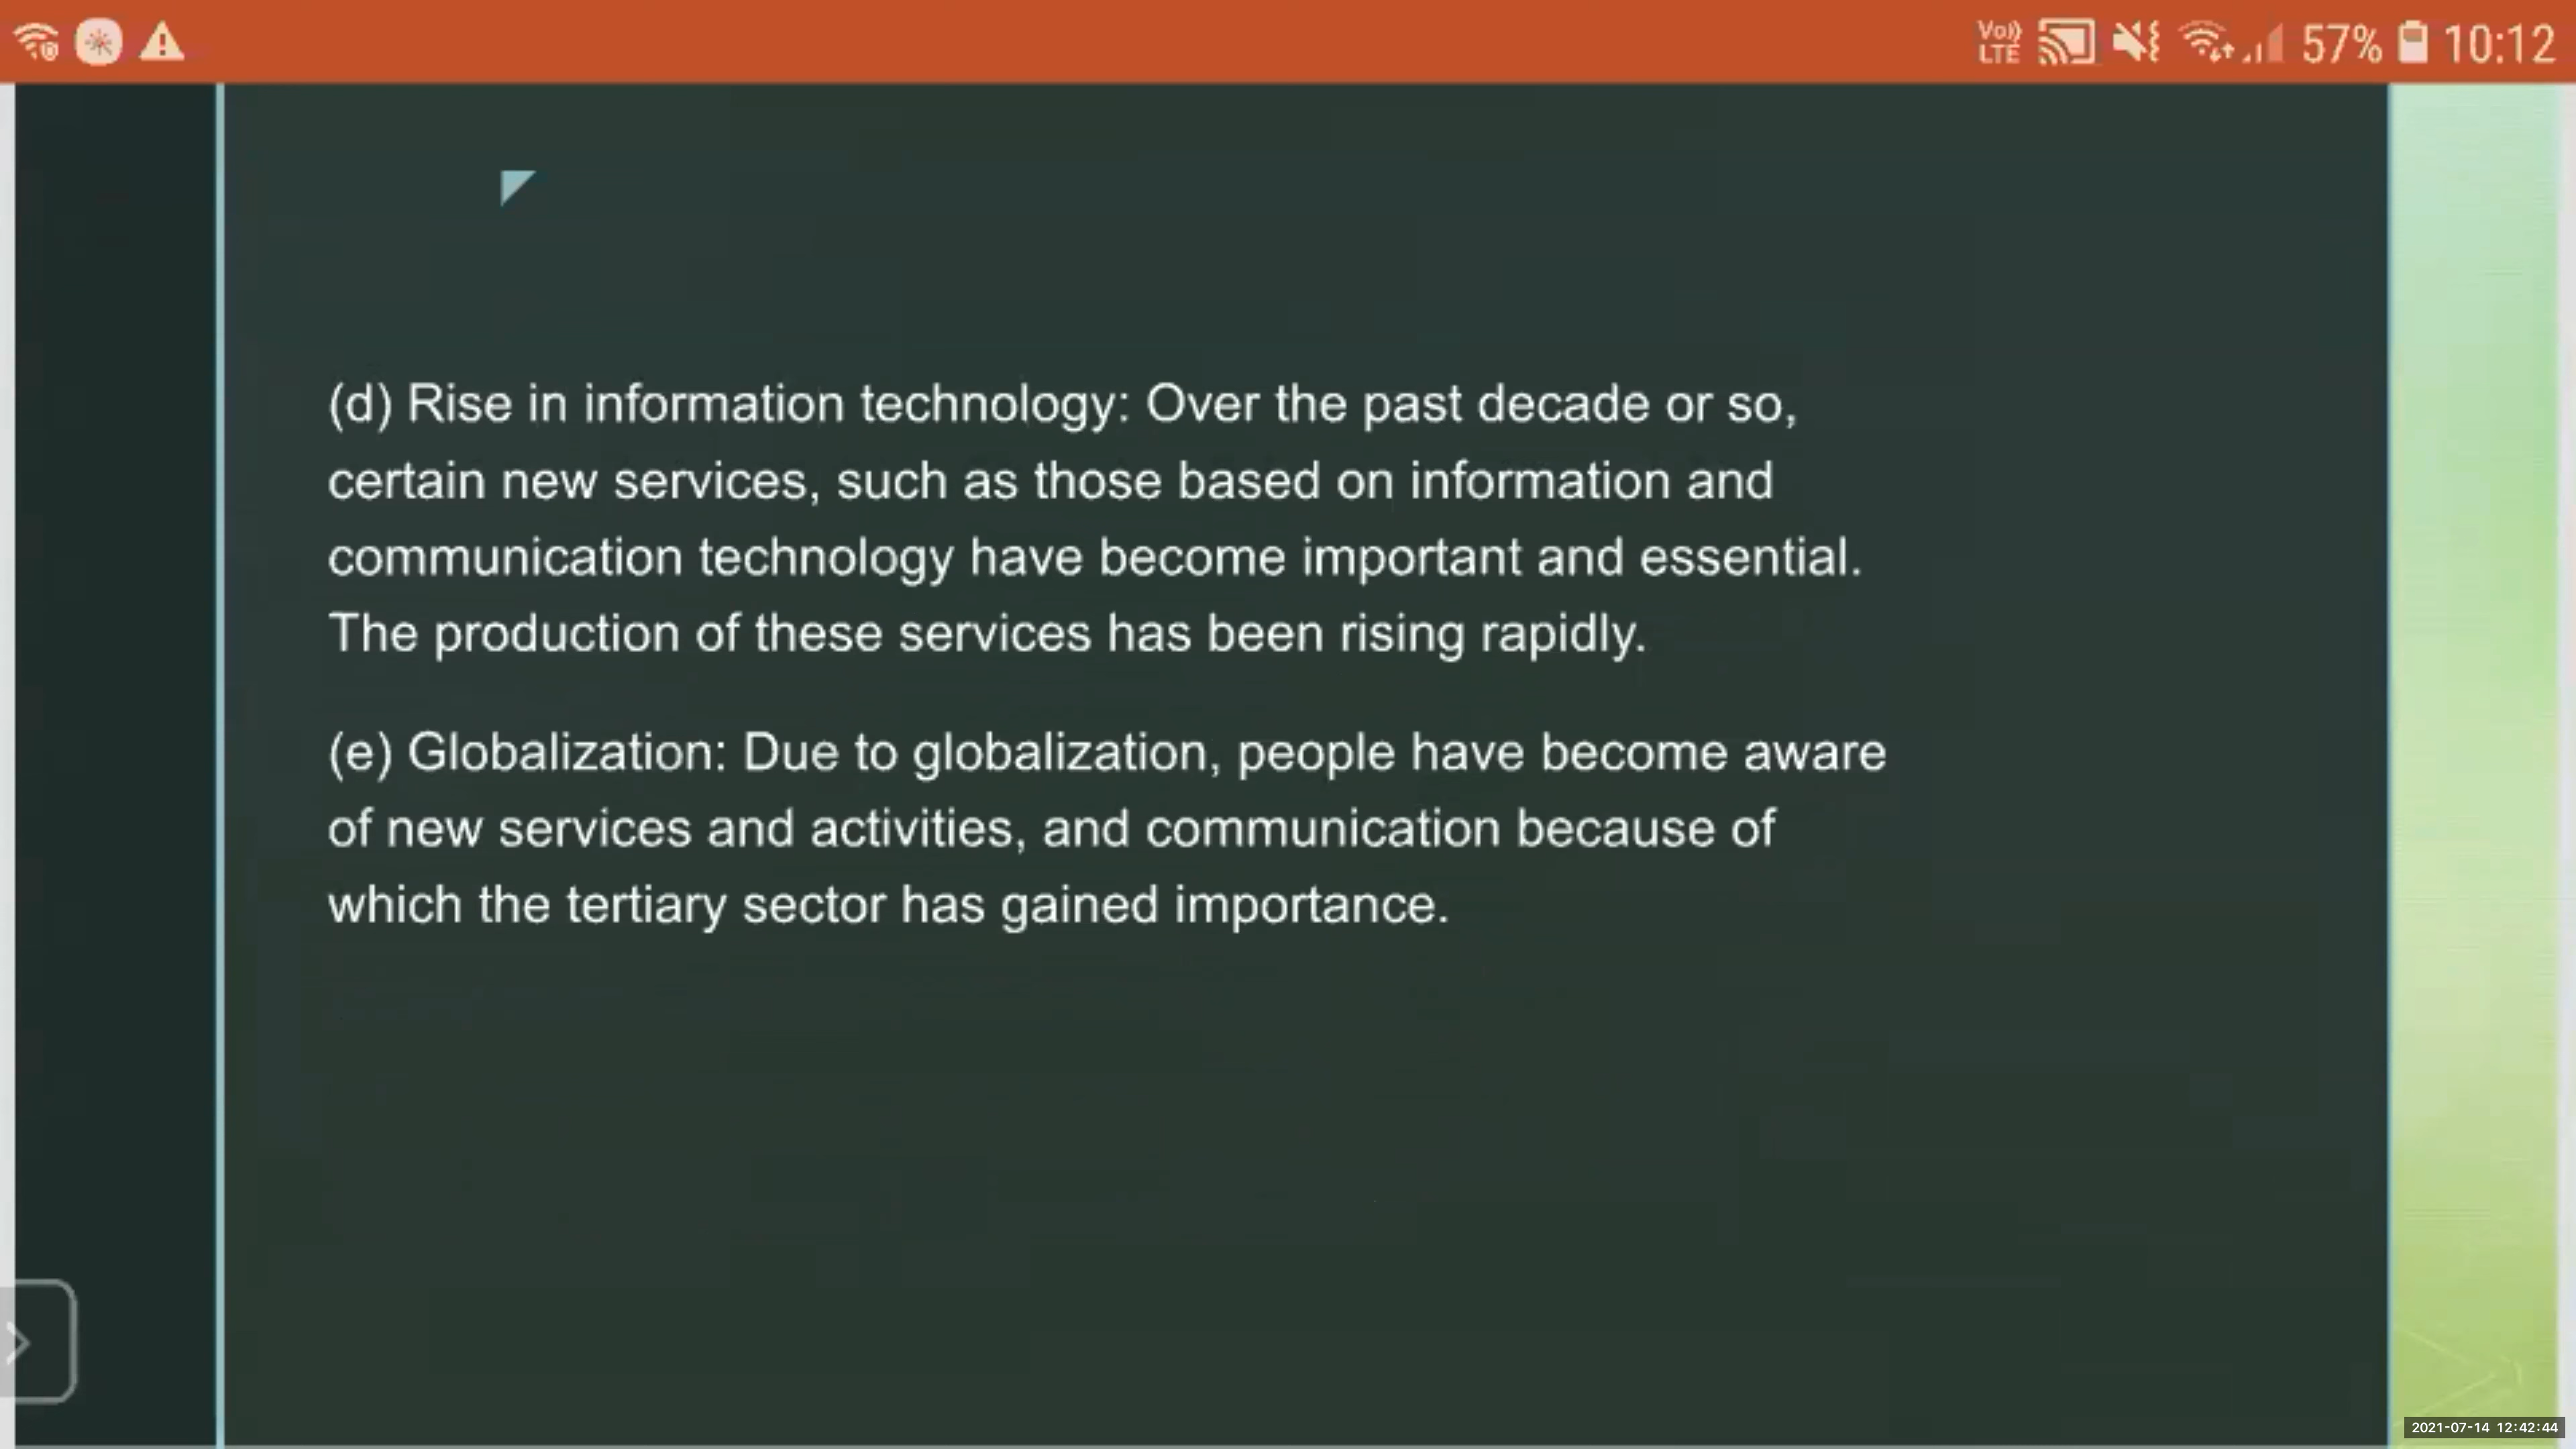 Vo)) LTE 57% 10:12
(d) Rise in information technology: Over the past decade or so,
certain new services, such as those based on information and
communication technology have become important and essential.
The production of these services has been rising rapidly.
(e) Globalization: Due to globalization, people have become aware
of new services and activities, and communication because of
which the tertiary sector has gained importance.
2021-07-14 12:42:44